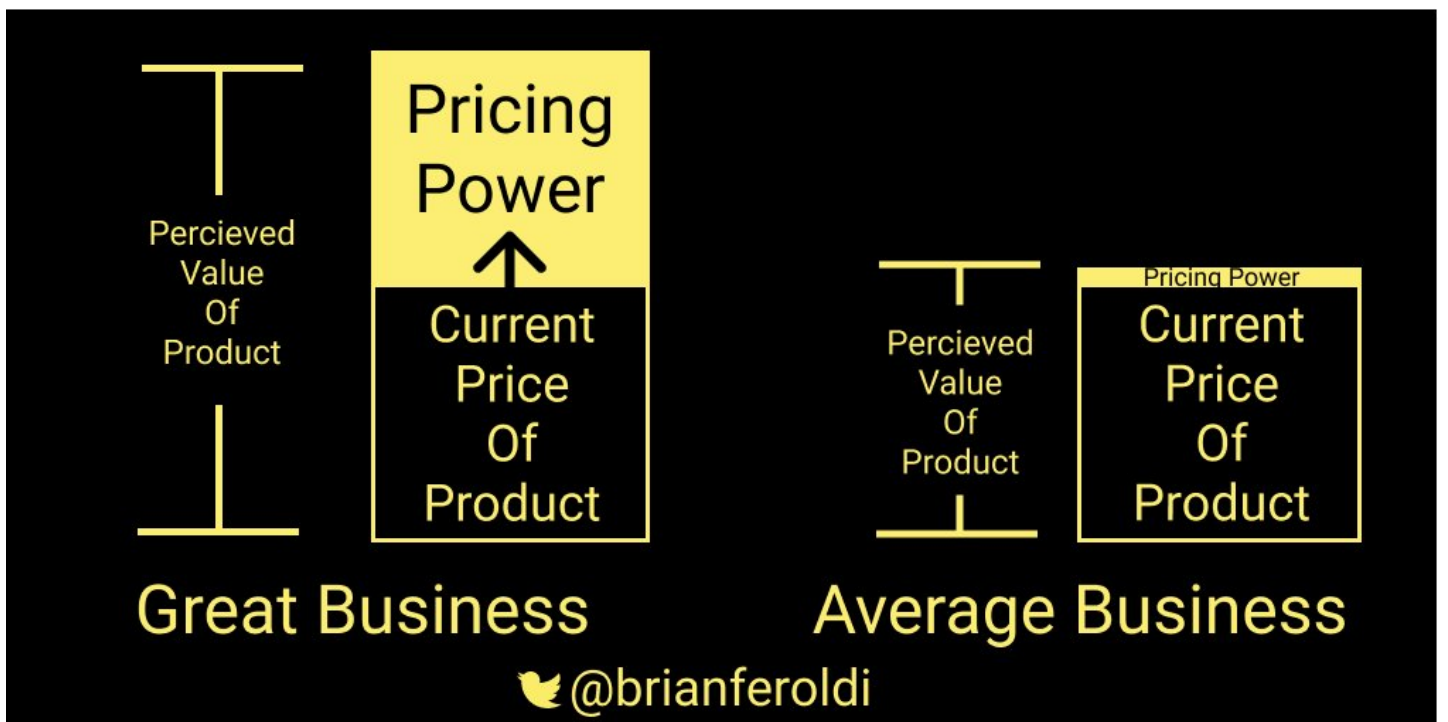 Pricing
Power
Percieved
Value
Of
Product
Current
Price
Of
Product
Great Business
Percieved
Value
Of
Product
Pricing Power
Current
Price
Of
Product
Average Business
@brianferoldi